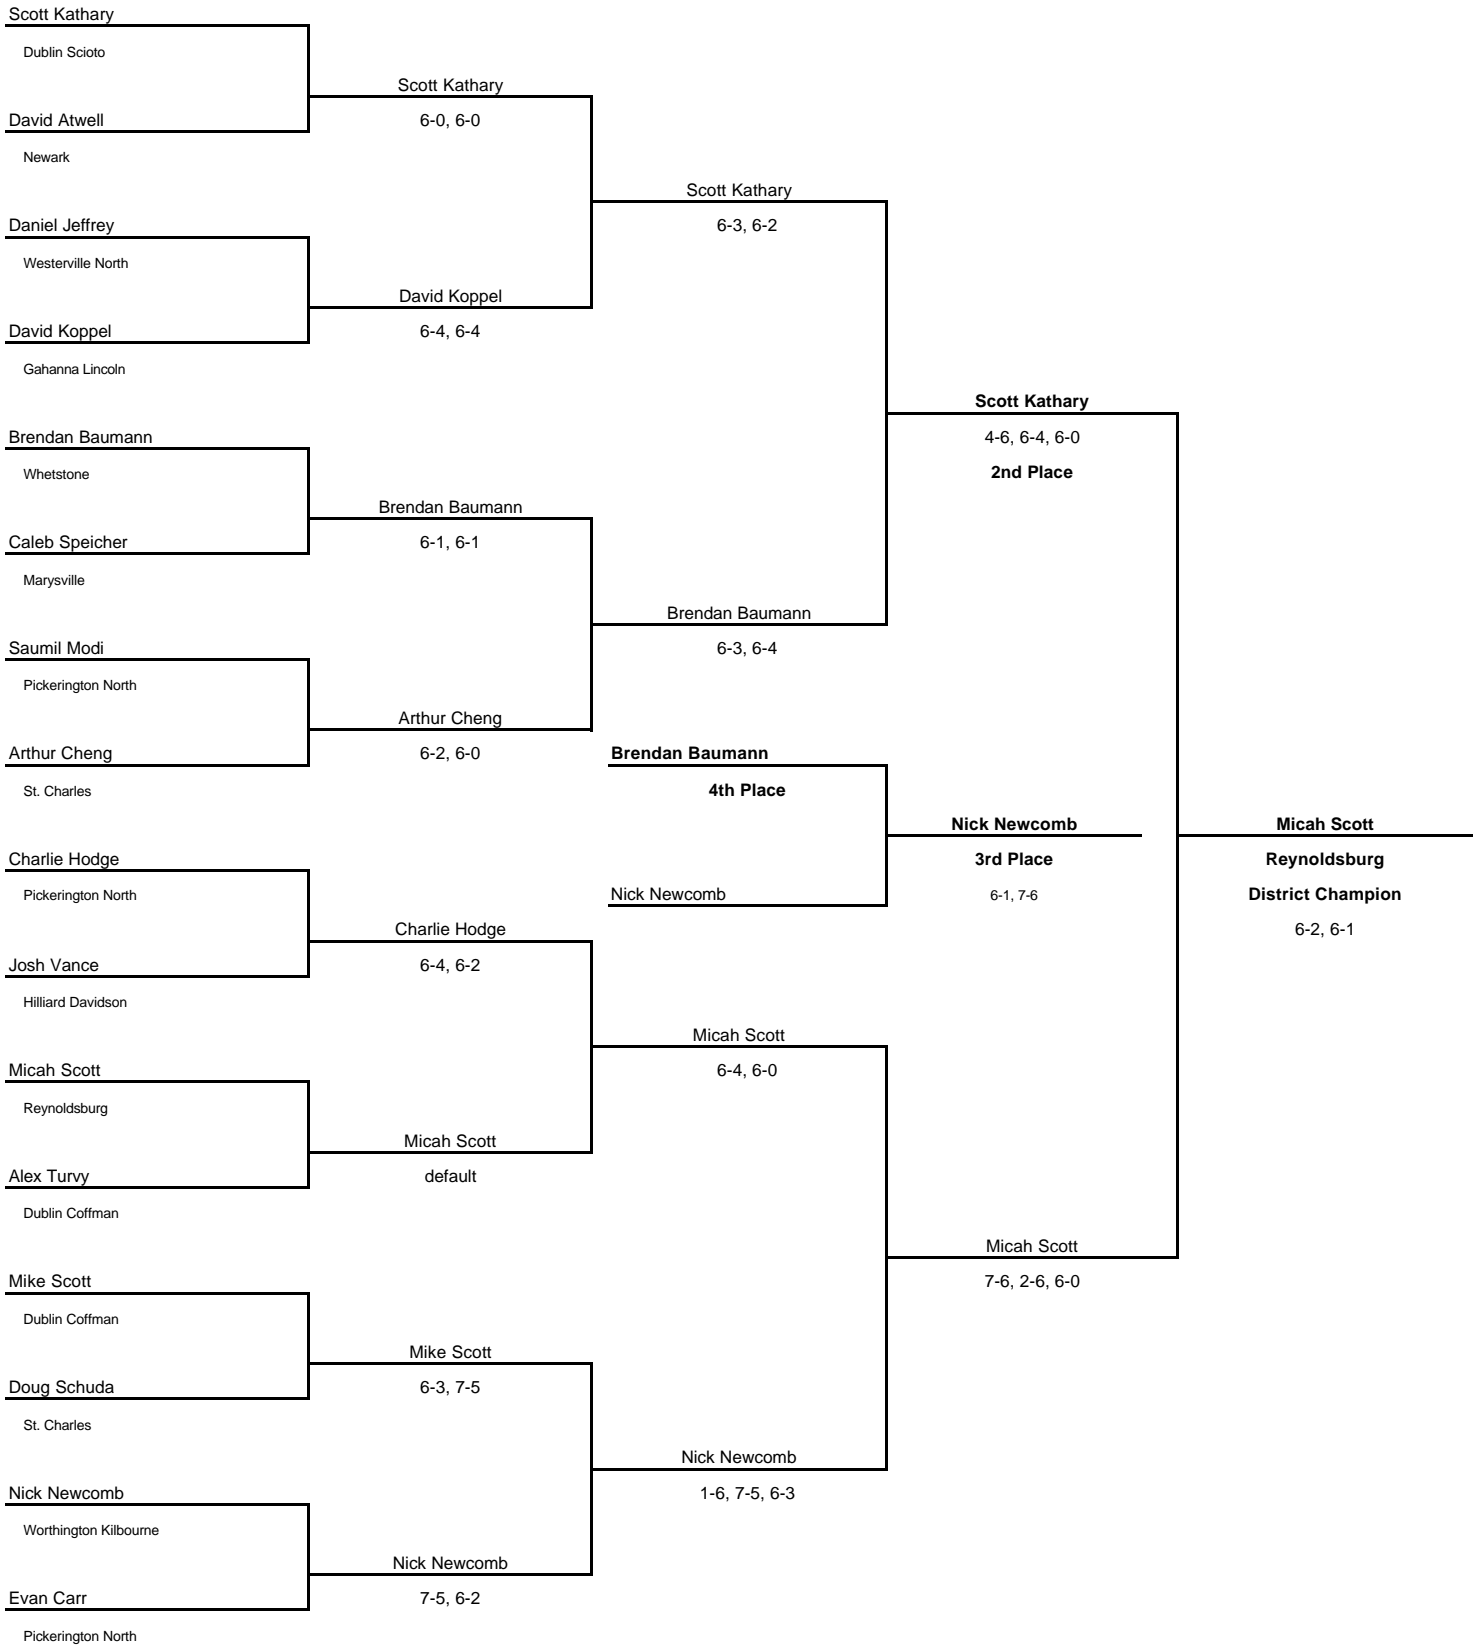 Scott Kathary
Dublin Scioto
Scott Kathary
David Atwell
6-0, 6-0
Newark
Scott Kathary
Daniel Jeffrey
6-3, 6-2
Westerville North
David Koppel
David Koppel
6-4, 6-4
Gahanna Lincoln
Scott Kathary
Brendan Baumann
4-6, 6-4, 6-0
Whetstone
2nd Place
Brendan Baumann
Caleb Speicher
6-1, 6-1
Marysville
Brendan Baumann
Saumil Modi
6-3, 6-4
Pickerington North
Arthur Cheng
Arthur Cheng
6-2, 6-0
Brendan Baumann
St. Charles
4th Place
Nick Newcomb
Micah Scott
Charlie Hodge
3rd Place
Reynoldsburg
Pickerington North
Nick Newcomb
6-1, 7-6
District Champion
Charlie Hodge
6-2, 6-1
Josh Vance
6-4, 6-2
Hilliard Davidson
Micah Scott
Micah Scott
6-4, 6-0
Reynoldsburg
Micah Scott
Alex Turvy
default
Dublin Coffman
Micah Scott
Mike Scott
7-6, 2-6, 6-0
Dublin Coffman
Mike Scott
Doug Schuda
6-3, 7-5
St. Charles
Nick Newcomb
Nick Newcomb
1-6, 7-5, 6-3
Worthington Kilbourne
Nick Newcomb
Evan Carr
7-5, 6-2
Pickerington North